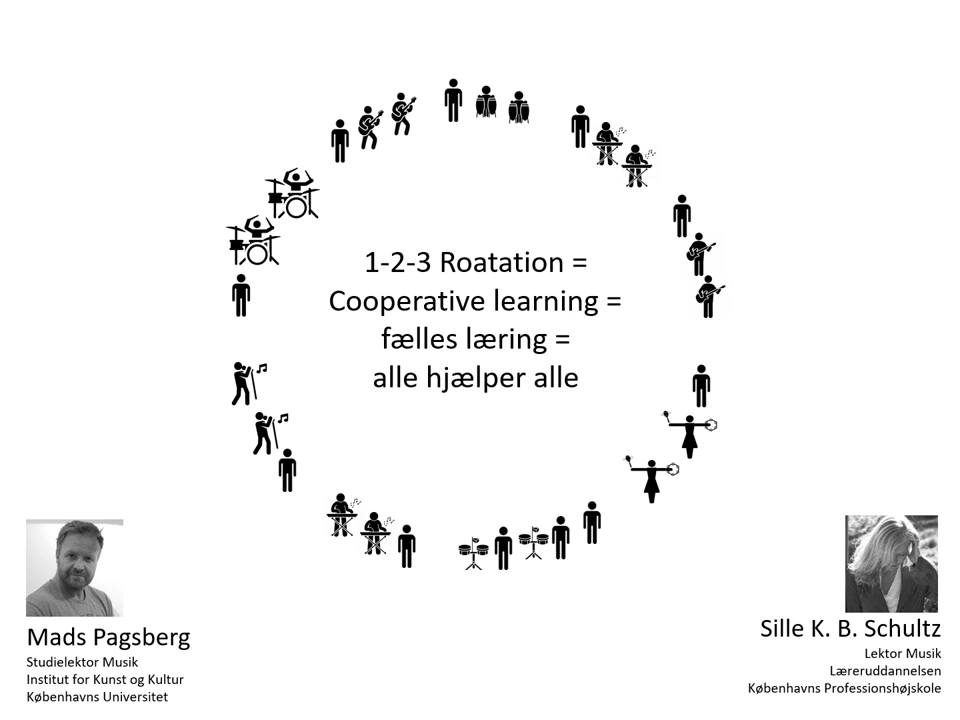 1-2-3 Roatation =
Cooperative learning =
fælles læring =
alle hjælper alle
Mads Pagsberg
Studielektor Musik
Institut for Kunst og Kultur
Københavns Universitet
Sille K. B. Schultz
Lektor Musik
Læreruddannelsen
Københavns Professionshøjskole